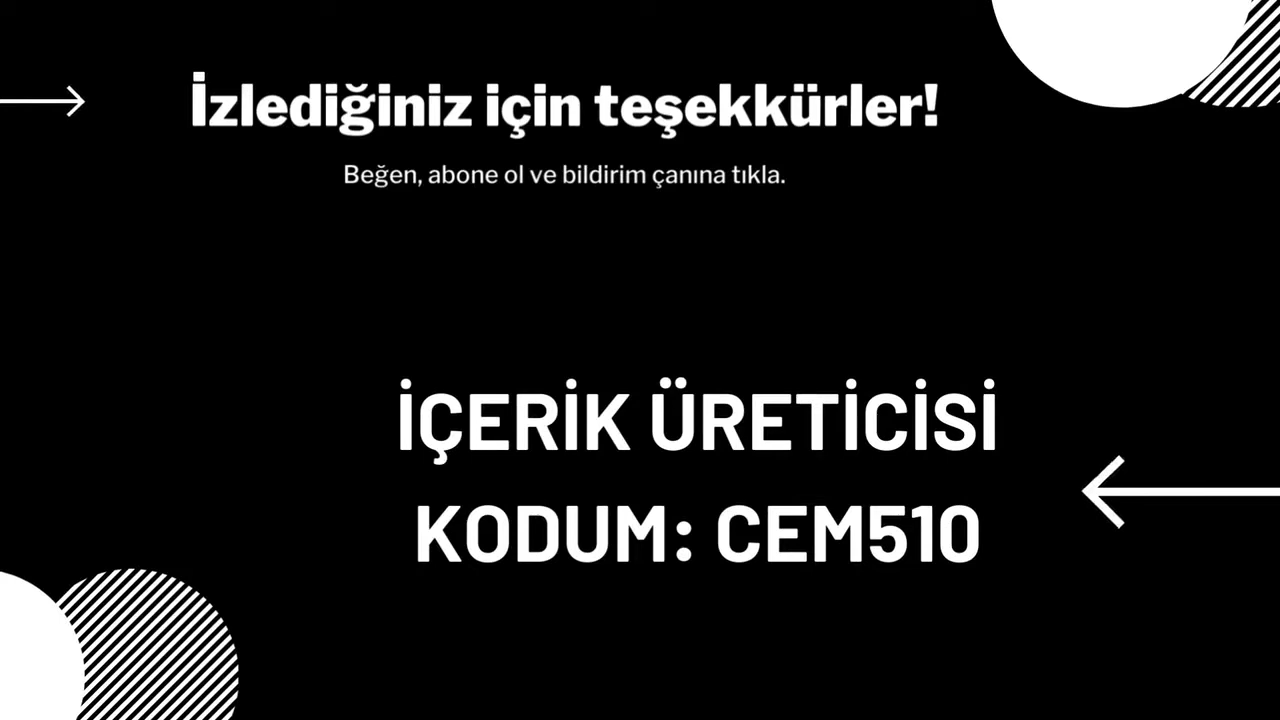 İzlediğiniz için teşekkürler!
Beğen, abone ol ve bildirim çanına tıkla.
İÇERİK ÜRETİCİSİ
KODUM: CEM510